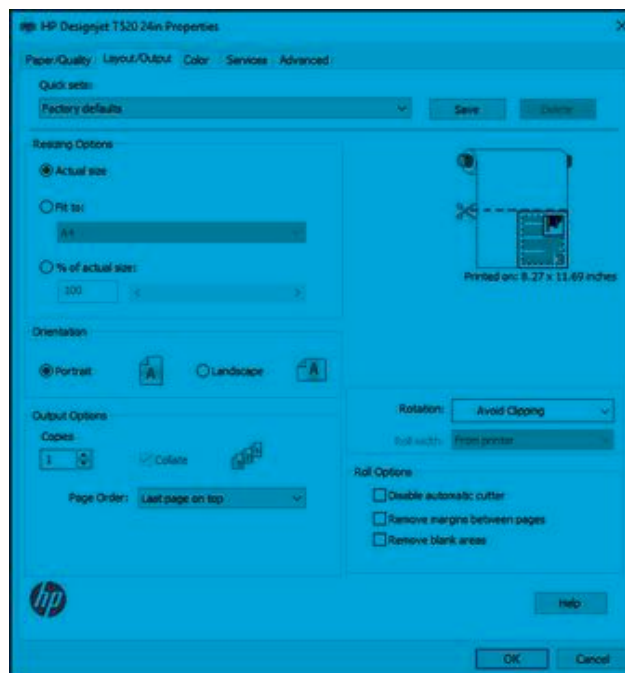 HP Designjet T520 24in Properties
Paper/Quality Layout/Output Color Services Advanced
Quick sets:
Factory defaults
Save Delete
Resizing Options
Actual size
Fit to:
A4
% of actual size:
100
Printed on: 8.27 x 11.69 inches
Orientation
Portrait A Landscape A
Rotation: Avoid Clipping
Roll width: From printer
Output Options
Copies
1 Collate
Page Order: Last page on top
Roll Options
Disable automatic cutter
Remove margins between pages
Remove blank areas
hp
Help
OK Cancel